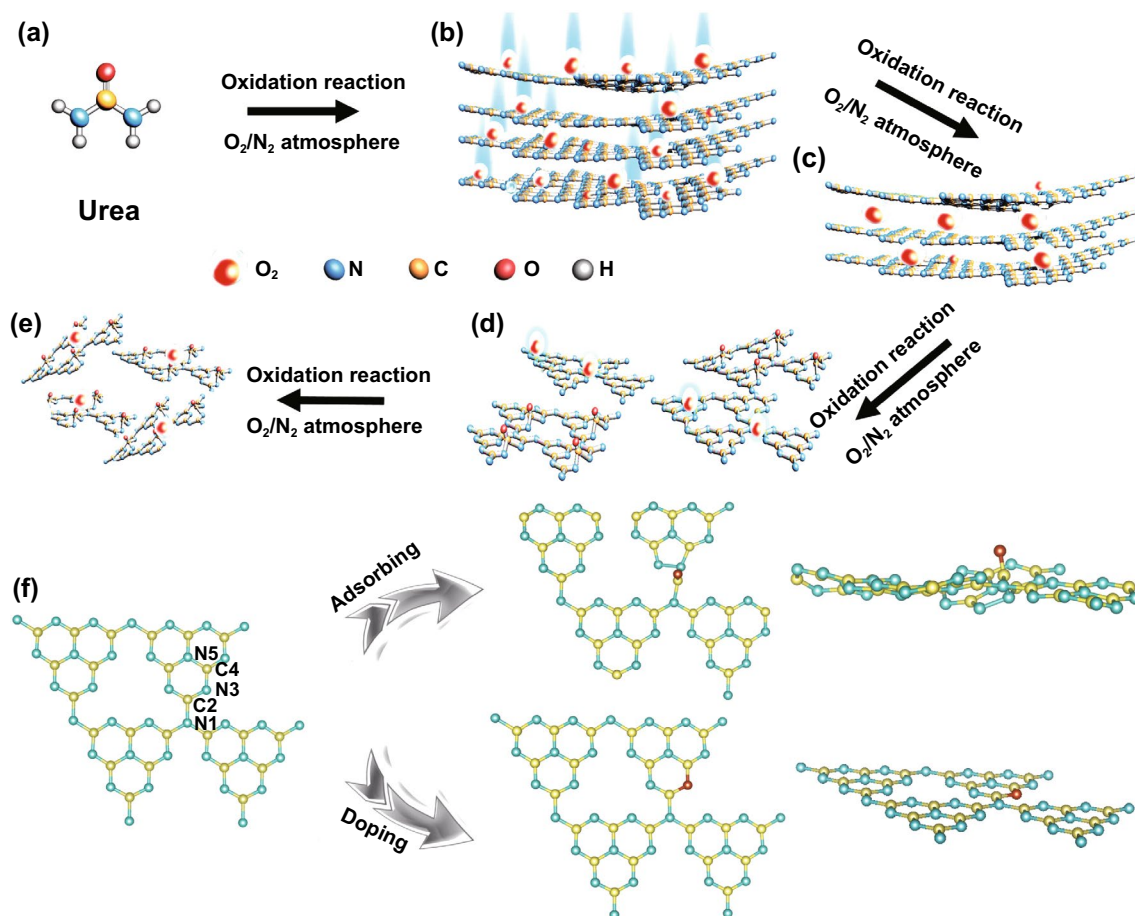 (a)
Urea
Oxidation reaction
O₂/N₂ atmosphere
(b)
Oxidation reaction
O₂/N₂ atmosphere
(c)
O₂ N C O H
(e)
Oxidation reaction
O₂/N₂ atmosphere
(d)
Oxidation reaction
O₂/N₂ atmosphere
(f)
N5
C4
N3
C2
N1
Adsorbing
Doping